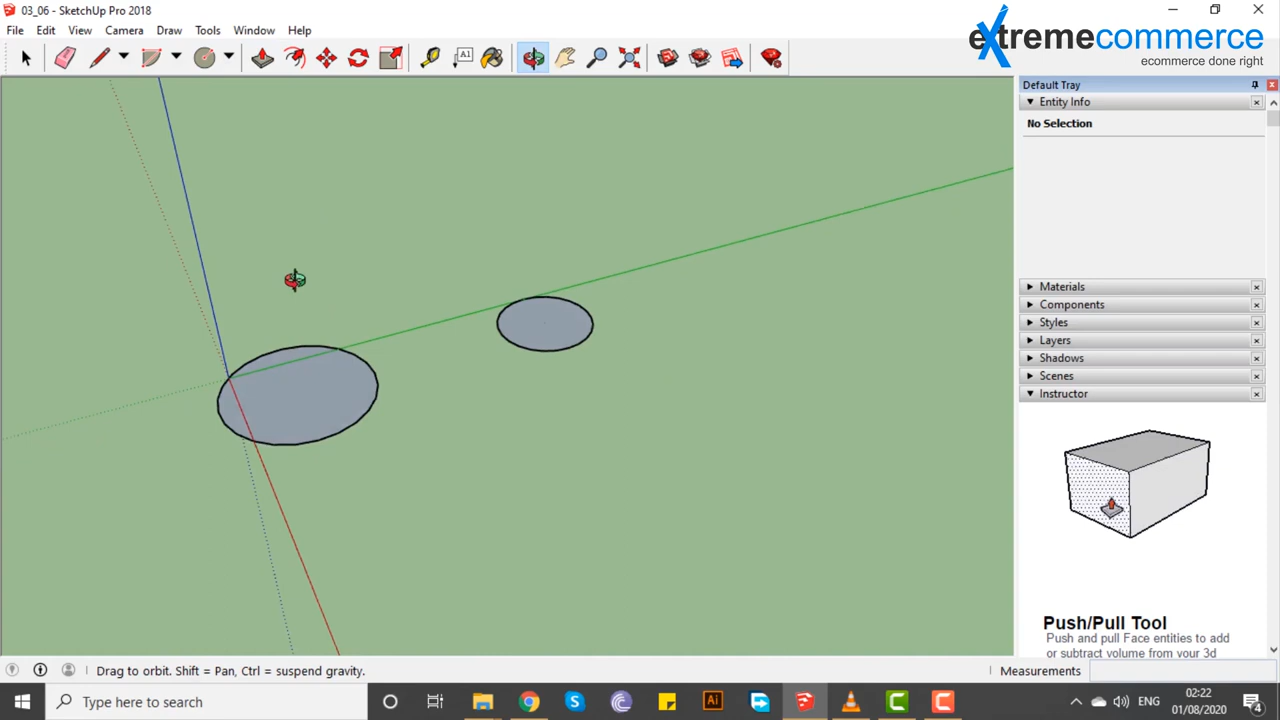 03_06 - SketchUp Pro 2018
File Edit View Camera Draw Tools Window Help
extremecommerce
ecommerce done right
A1
Default Tray
Entity Info
No Selection
Materials
Components
Styles
Layers
Shadows
Scenes
Instructor
Push/Pull Tool
Push and pull Face entities to add
or subtract volume from your 3d
Drag to orbit. Shift = Pan, Ctrl = suspend gravity.
Measurements
Type here to search
Ai
ENG
02:22
01/08/2020
4